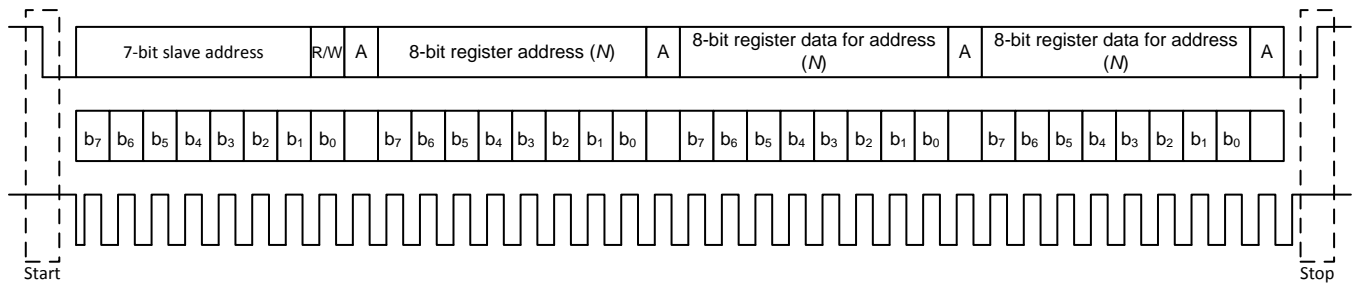 7-bit slave address R/W A 8-bit register address (N) A 8-bit register data for address (N) A 8-bit register data for address (N) A
b7 b6 b5 b4 b3 b2 b1 b0 b7 b6 b5 b4 b3 b2 b1 b0 b7 b6 b5 b4 b3 b2 b1 b0 b7 b6 b5 b4 b3 b2 b1 b0
Start Stop